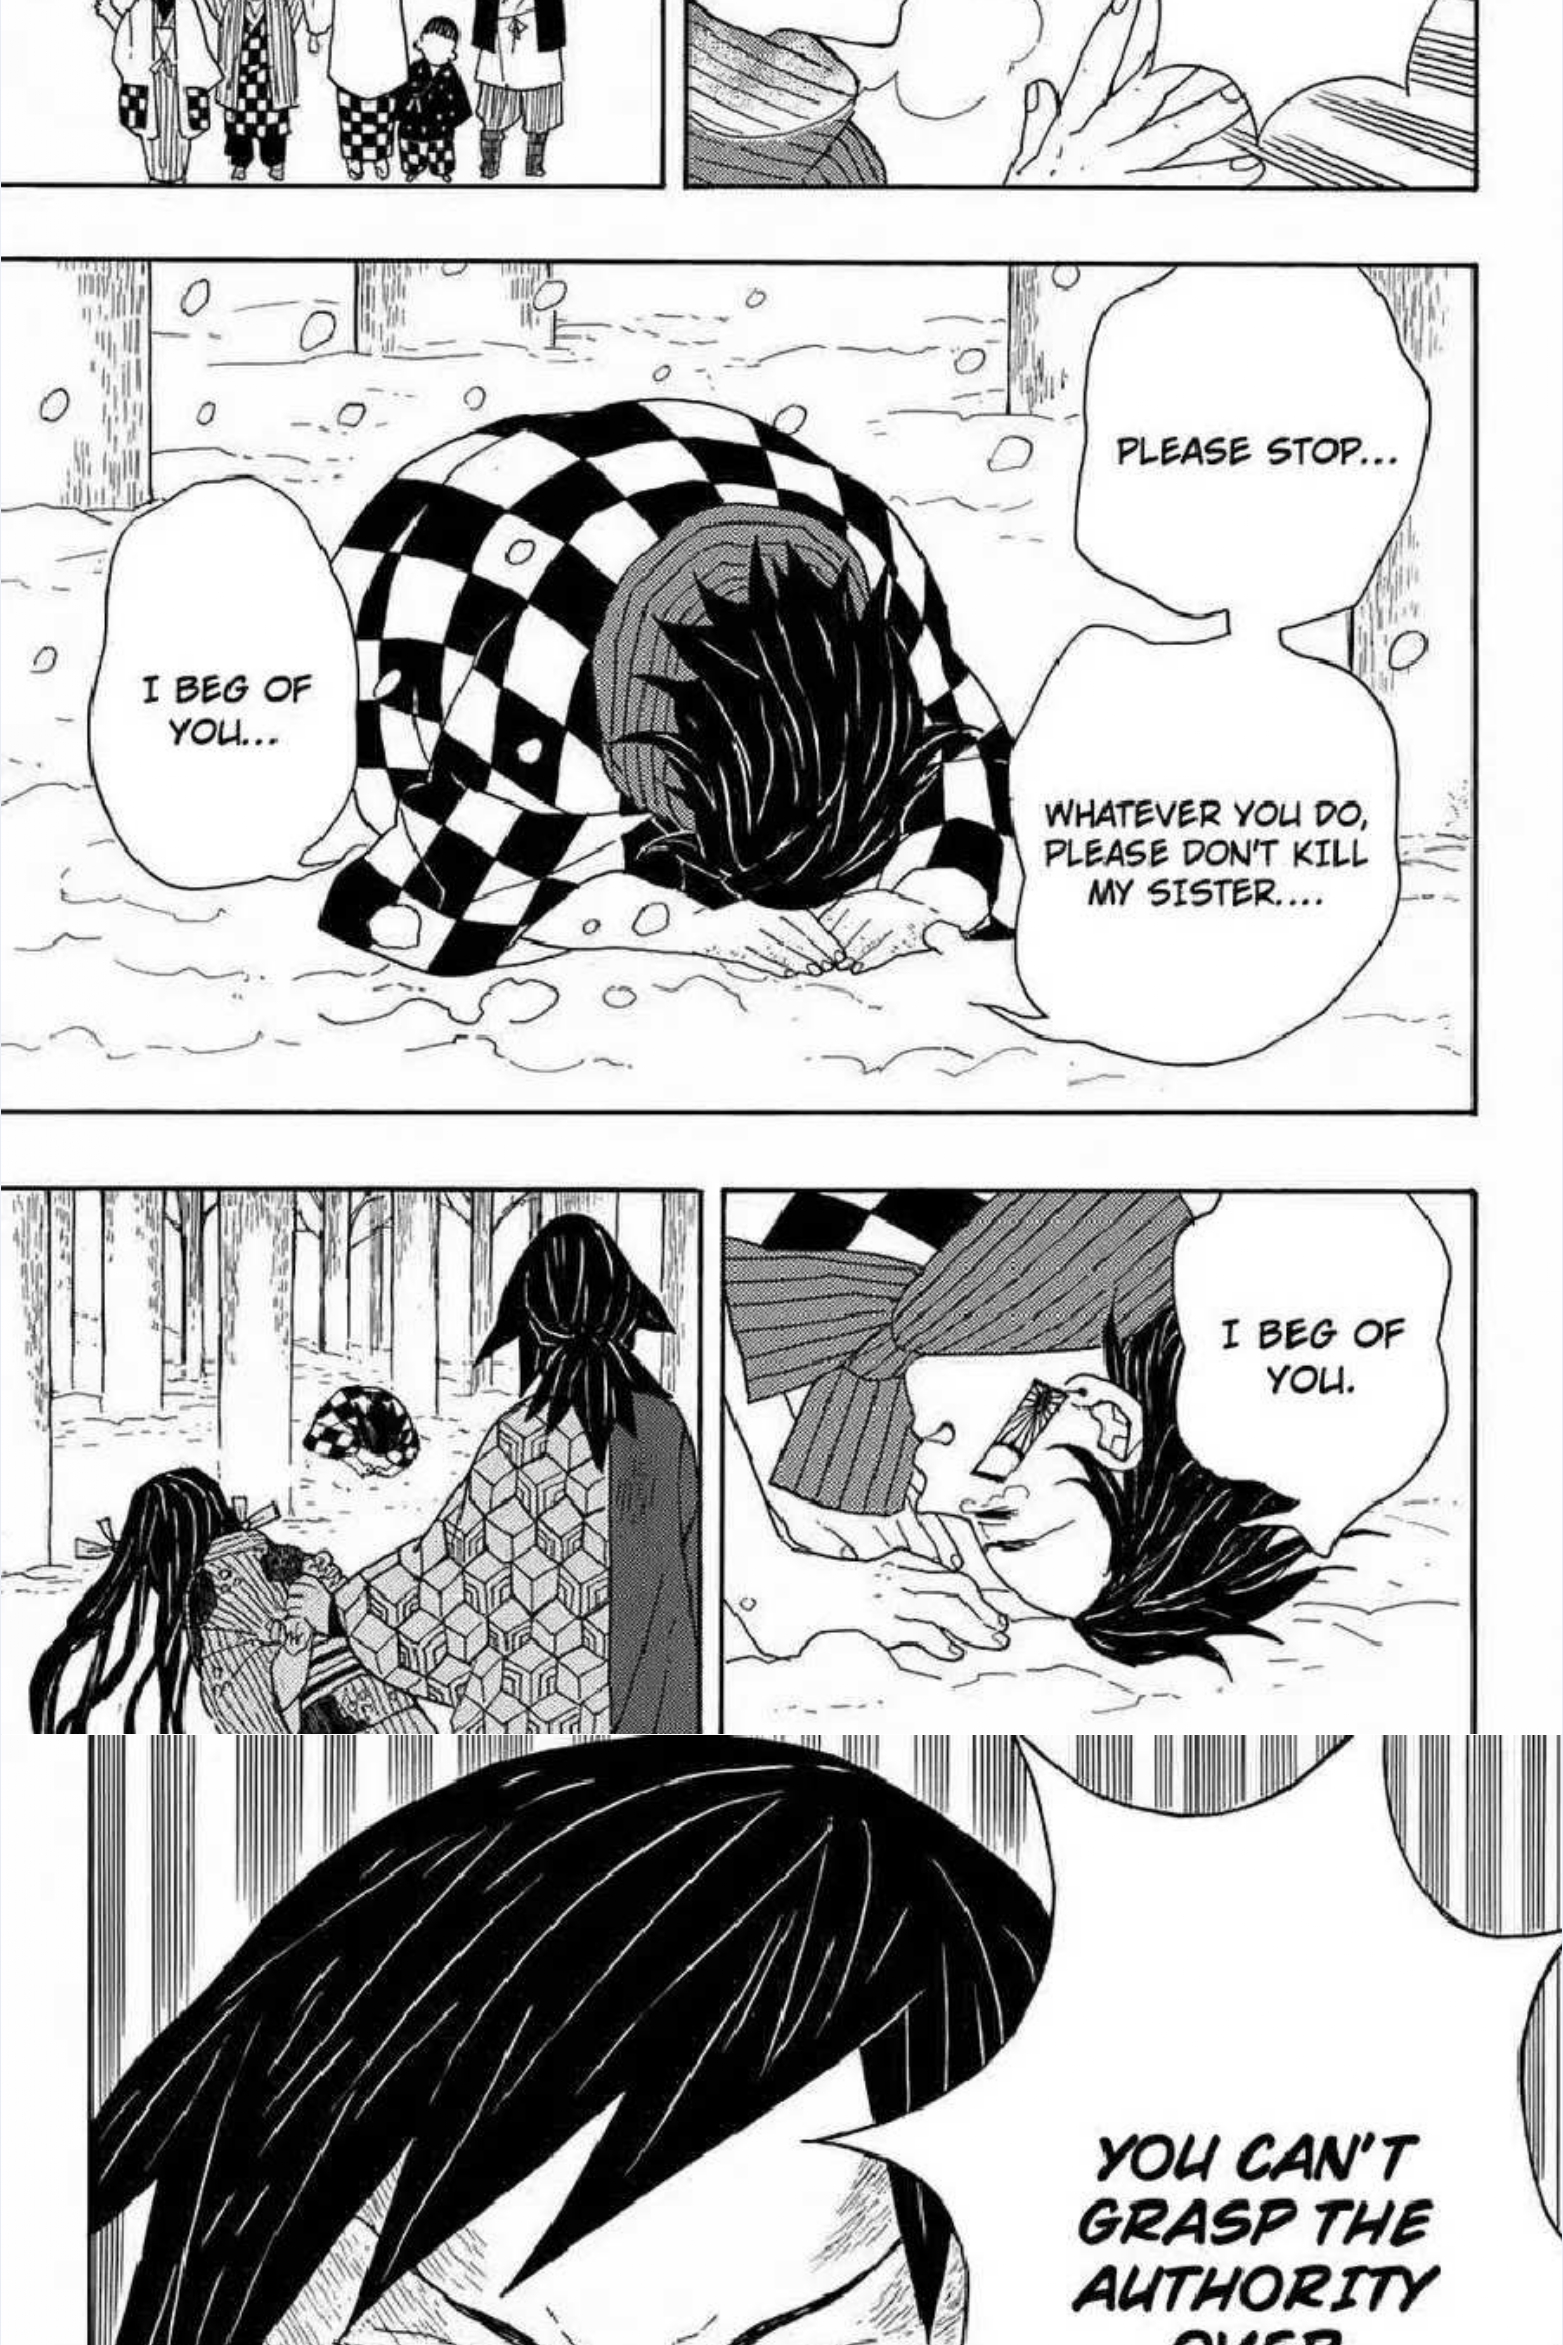 PLEASE STOP...
WHATEVER YOU DO,
PLEASE DON'T KILL
MY SISTER....
I BEG OF
YOU...
I BEG OF
YOU.
YOU CAN'T
GRASP THE
AUTHORITY
OVER